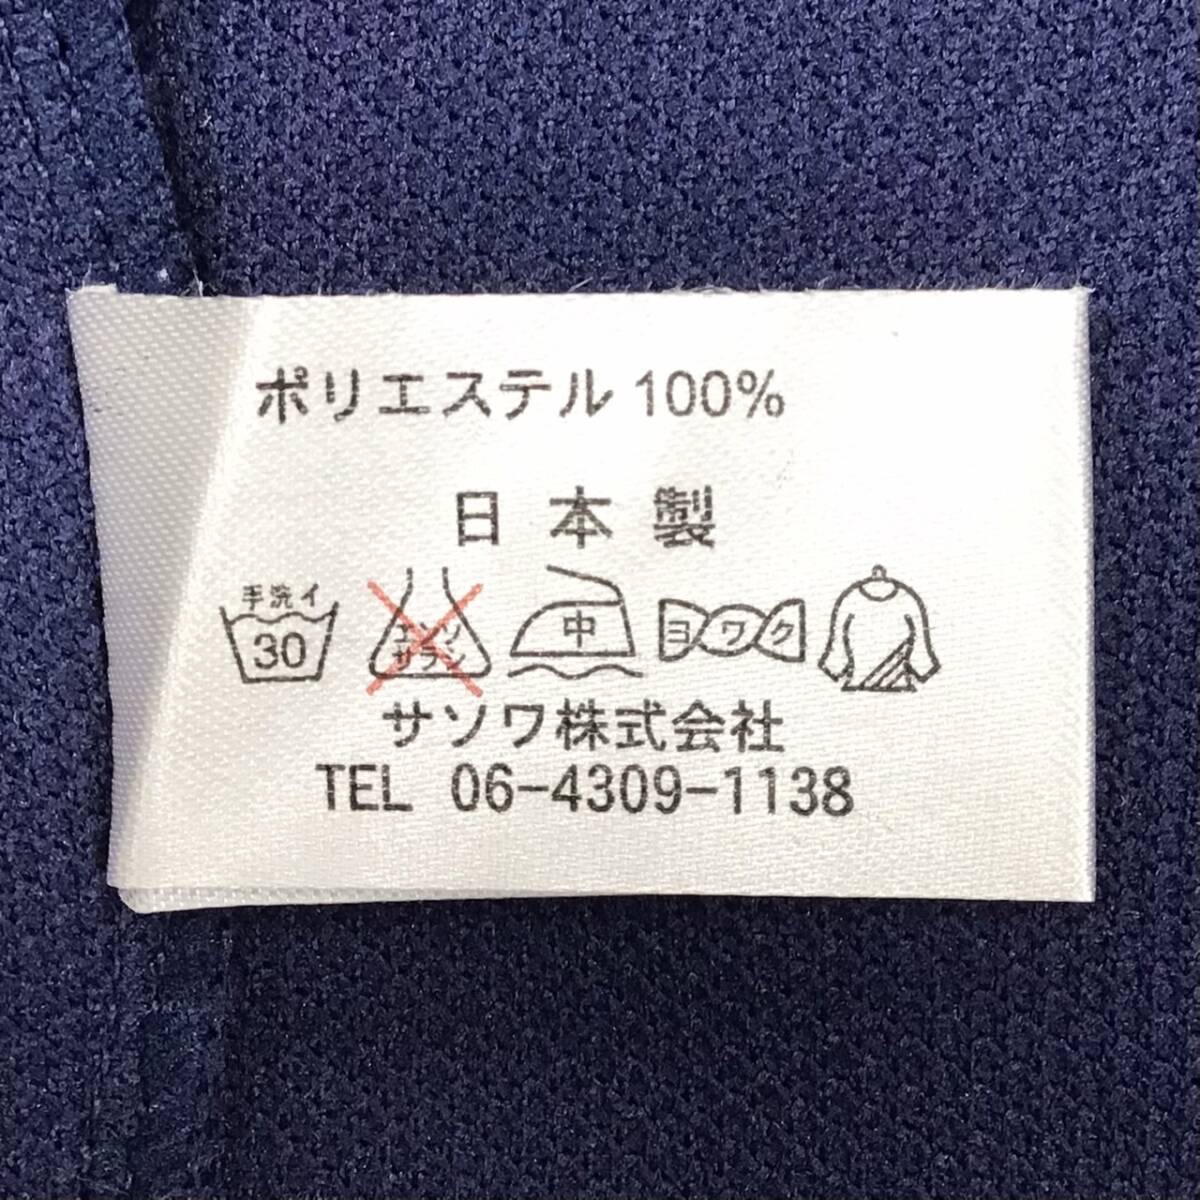 ポリエステル 100%
日本製
手洗イ
30
エンソ
サラシ
中
ヨワク
サソワ株式会社
TEL 06-4309-1138